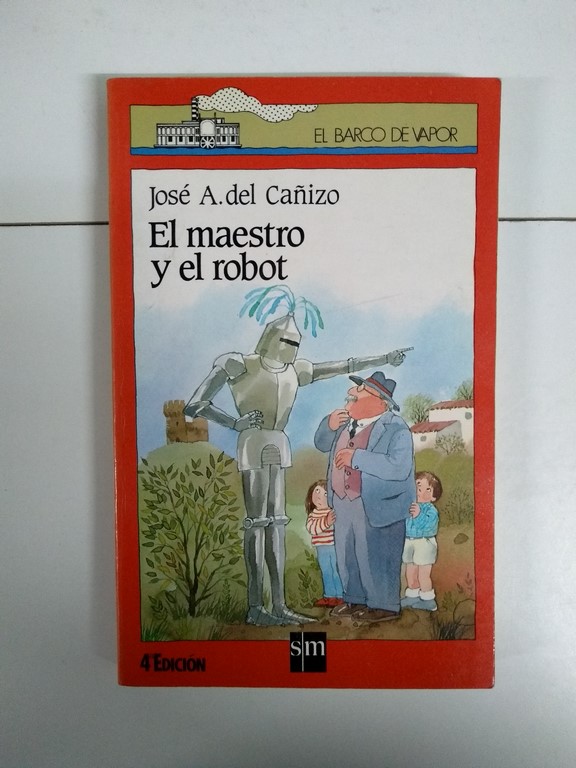 EL BARCO DE VAPOR
José A. del Cañizo
El maestro
y el robot
sm
4ª EDICIÓN